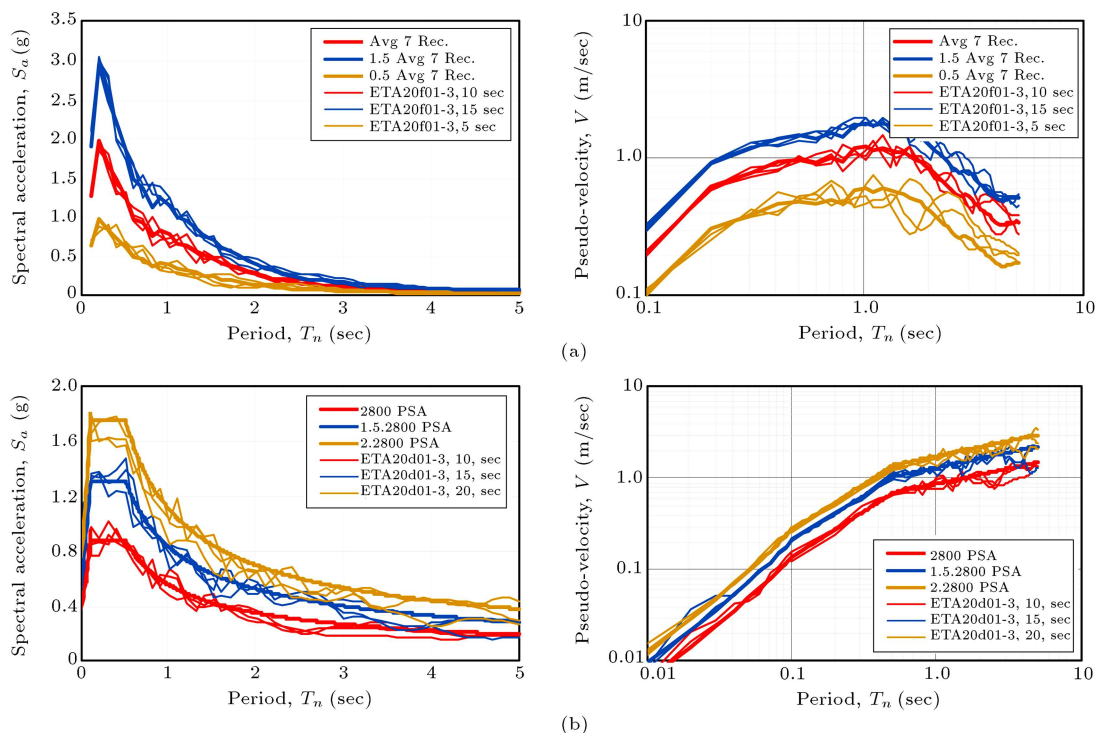 3.5
3.0
2.5
2.0
1.5
1.0
0.5
0
Spectral acceleration, Sa (g)
Avg 7 Rec.
1.5 Avg 7 Rec.
0.5 Avg 7 Rec.
ETA20f01-3,10 sec
ETA20f01-3,15 sec
ETA20f01-3,5 sec
0 1 2 3 4 5
Period, Tn (sec)
10
1.0
0.1
Pseudo-velocity, V (m/sec)
Avg 7 Rec.
1.5 Avg 7 Rec.
0.5 Avg 7 Rec.
ETA20f01-3,10 sec
ETA20f01-3,15 sec
ETA20f01-3,5 sec
0.1 1.0 10
Period, Tn (sec)
(a)
2.0
1.6
1.2
0.8
0.4
0
Spectral acceleration, Sa (g)
2800 PSA
1.5.2800 PSA
2.2800 PSA
ETA20d01-3, 10, sec
ETA20d01-3, 15, sec
ETA20d01-3, 20, sec
0 1 2 3 4 5
Period, Tn (sec)
10
1.0
0.1
0.01
Pseudo-velocity, V (m/sec)
2800 PSA
1.5.2800 PSA
2.2800 PSA
ETA20d01-3, 10, sec
ETA20d01-3, 15, sec
ETA20d01-3, 20, sec
0.01 0.1 1.0 10
Period, Tn (sec)
(b)